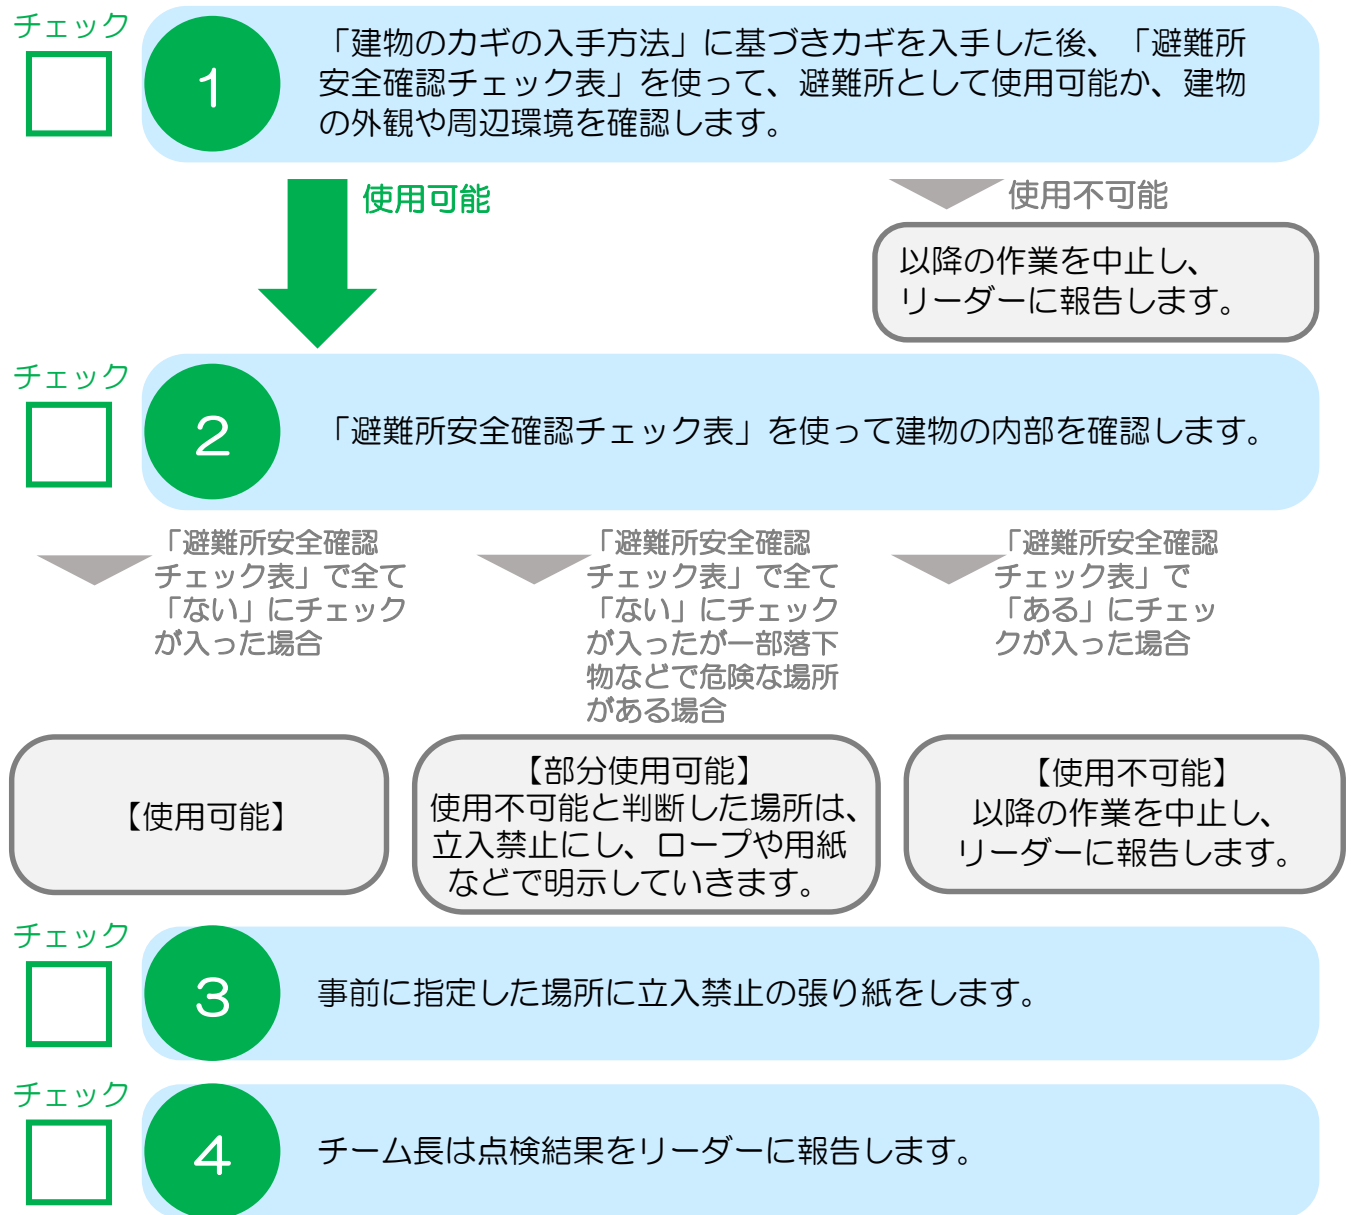 チェック
1
「建物のカギの入手方法」に基づきカギを入手した後、「避難所
安全確認チェック表」を使って、避難所として使用可能か、建物
の外観や周辺環境を確認します。
使用可能
使用不可能
以降の作業を中止し、
リーダーに報告します。
チェック
2
「避難所安全確認チェック表」を使って建物の内部を確認します。
「避難所安全確認
チェック表」で全て
「ない」にチェック
が入った場合
「避難所安全確認
チェック表」で全て
「ない」にチェック
が入ったが一部落下
物などで危険な場所
がある場合
「避難所安全確認
チェック表」で
「ある」にチェッ
クが入った場合
【使用可能】
【部分使用可能】
使用不可能と判断した場所は、
立入禁止にし、ロープや用紙
などで明示していきます。
【使用不可能】
以降の作業を中止し、
リーダーに報告します。
チェック
3
事前に指定した場所に立入禁止の張り紙をします。
チェック
4
チーム長は点検結果をリーダーに報告します。